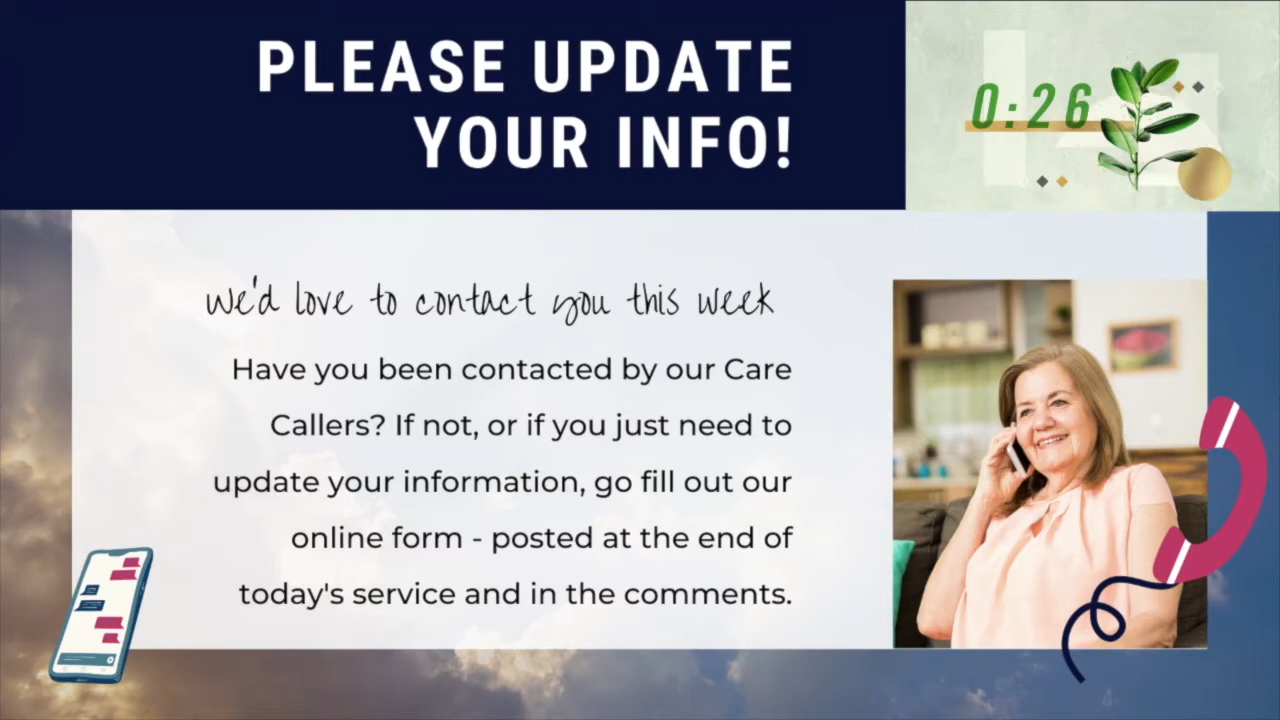 PLEASE UPDATE
YOUR INFO!
0:26
we'd love to contact you this week
Have you been contacted by our Care
Callers? If not, or if you just need to
update your information, go fill out our
online form - posted at the end of
today's service and in the comments.